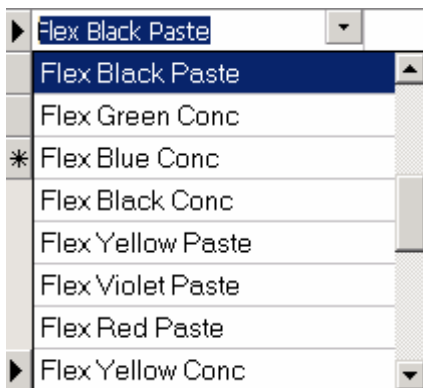 Flex Black Paste
Flex Black Paste
Flex Green Conc
Flex Blue Conc
Flex Black Conc
Flex Yellow Paste
Flex Violet Paste
Flex Red Paste
Flex Yellow Conc